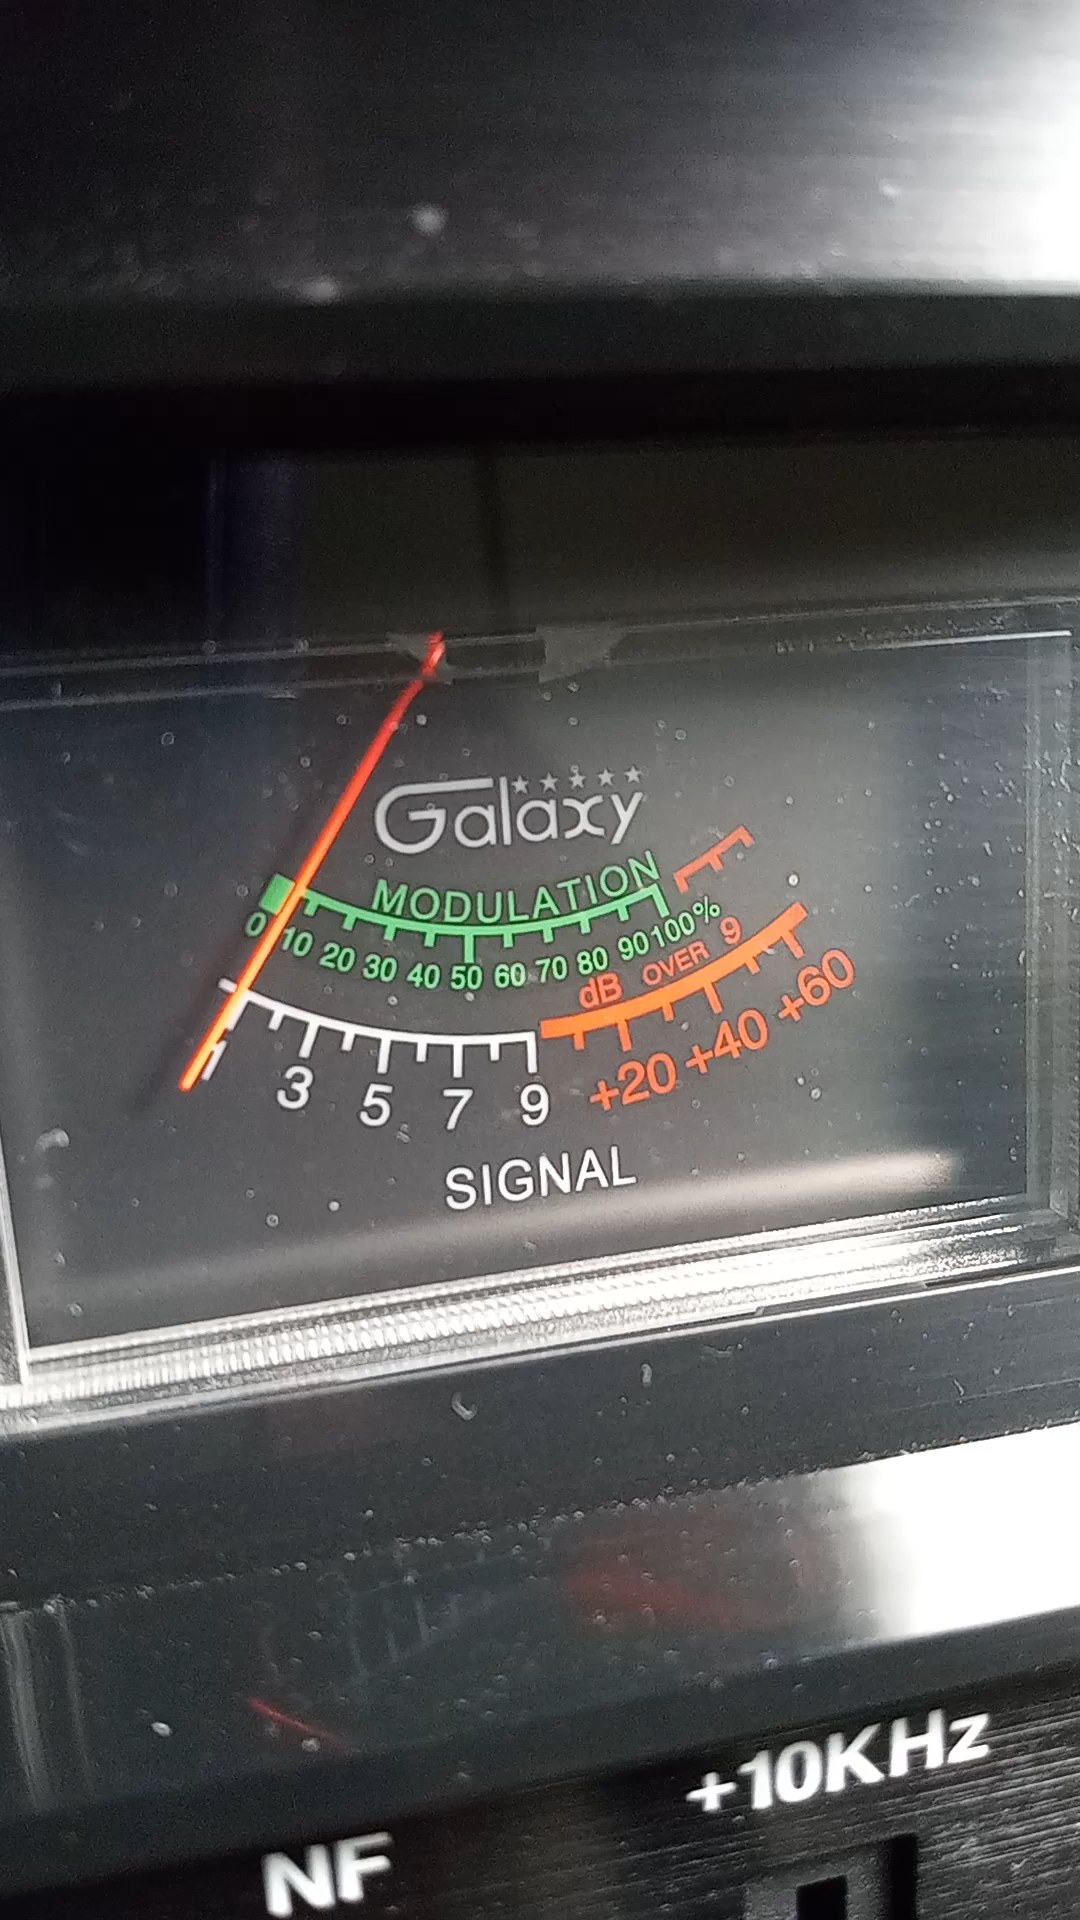 Galaxy
MODULATION
0 10 20 30 40 50 60 70 80 90 100%
dB OVER 9
1 3 5 7 9 +20 +40 +60
SIGNAL
+10KHz
NF